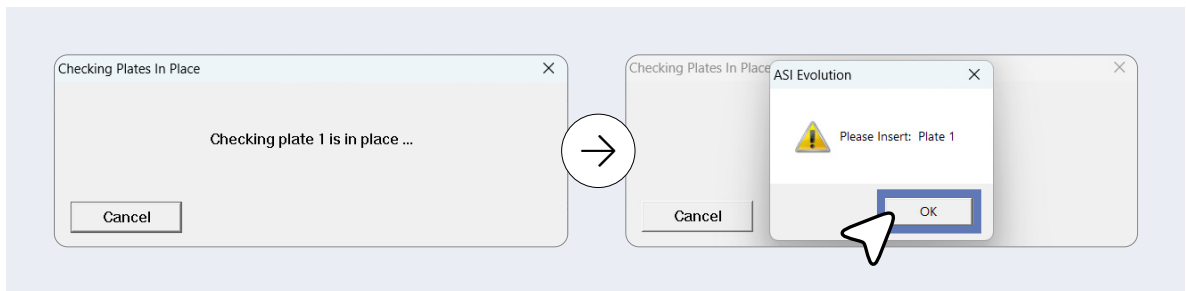 Checking Plates In Place
Checking plate 1 is in place ...
Cancel
Checking Plates In Place
ASI Evolution
Please Insert: Plate 1
Cancel
OK